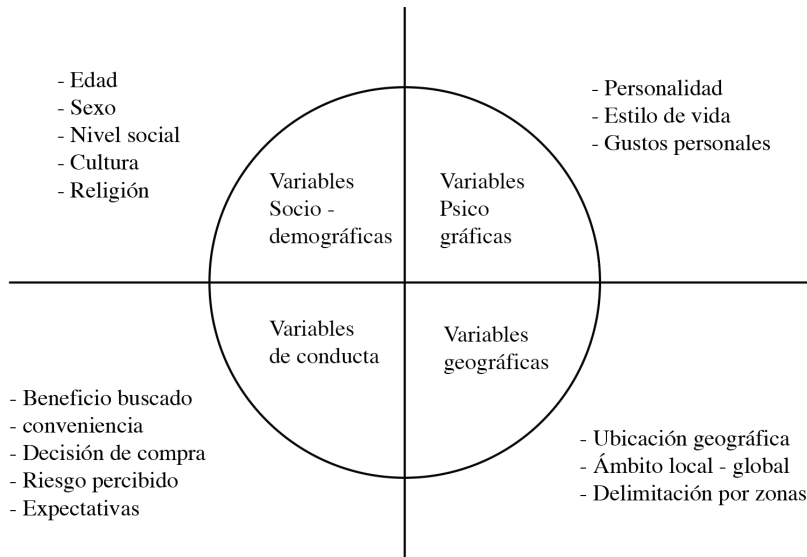 - Edad
- Sexo
- Nivel social
- Cultura
- Religión
- Personalidad
- Estilo de vida
- Gustos personales
Variables
Socio -
demográficas
Variables
Psico
gráficas
Variables
de conducta
Variables
geográficas
- Beneficio buscado
- conveniencia
- Decisión de compra
- Riesgo percibido
- Expectativas
- Ubicación geográfica
- Ámbito local - global
- Delimitación por zonas